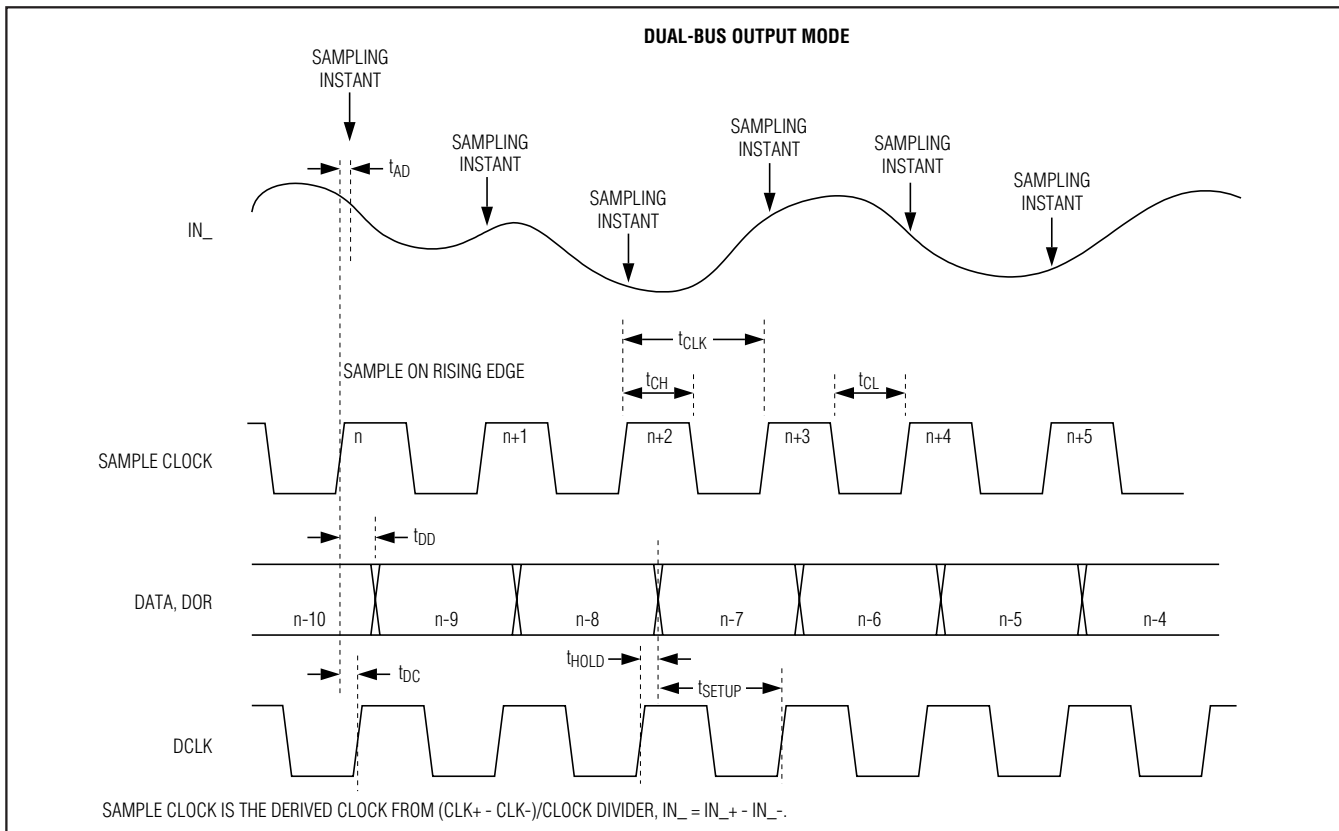 DUAL-BUS OUTPUT MODE
SAMPLING
INSTANT
SAMPLING
INSTANT
SAMPLING
INSTANT
SAMPLING
INSTANT
SAMPLING
INSTANT
SAMPLING
INSTANT
tAD
IN_
tCLK
SAMPLE ON RISING EDGE
tCH
tCL
SAMPLE CLOCK
n
n+1
n+2
n+3
n+4
n+5
tDD
DATA, DOR
n-10
n-9
n-8
n-7
n-6
n-5
n-4
tHOLD
tDC
tSETUP
DCLK
SAMPLE CLOCK IS THE DERIVED CLOCK FROM (CLK+ - CLK-)/CLOCK DIVIDER, IN_ = IN_+ - IN_-.